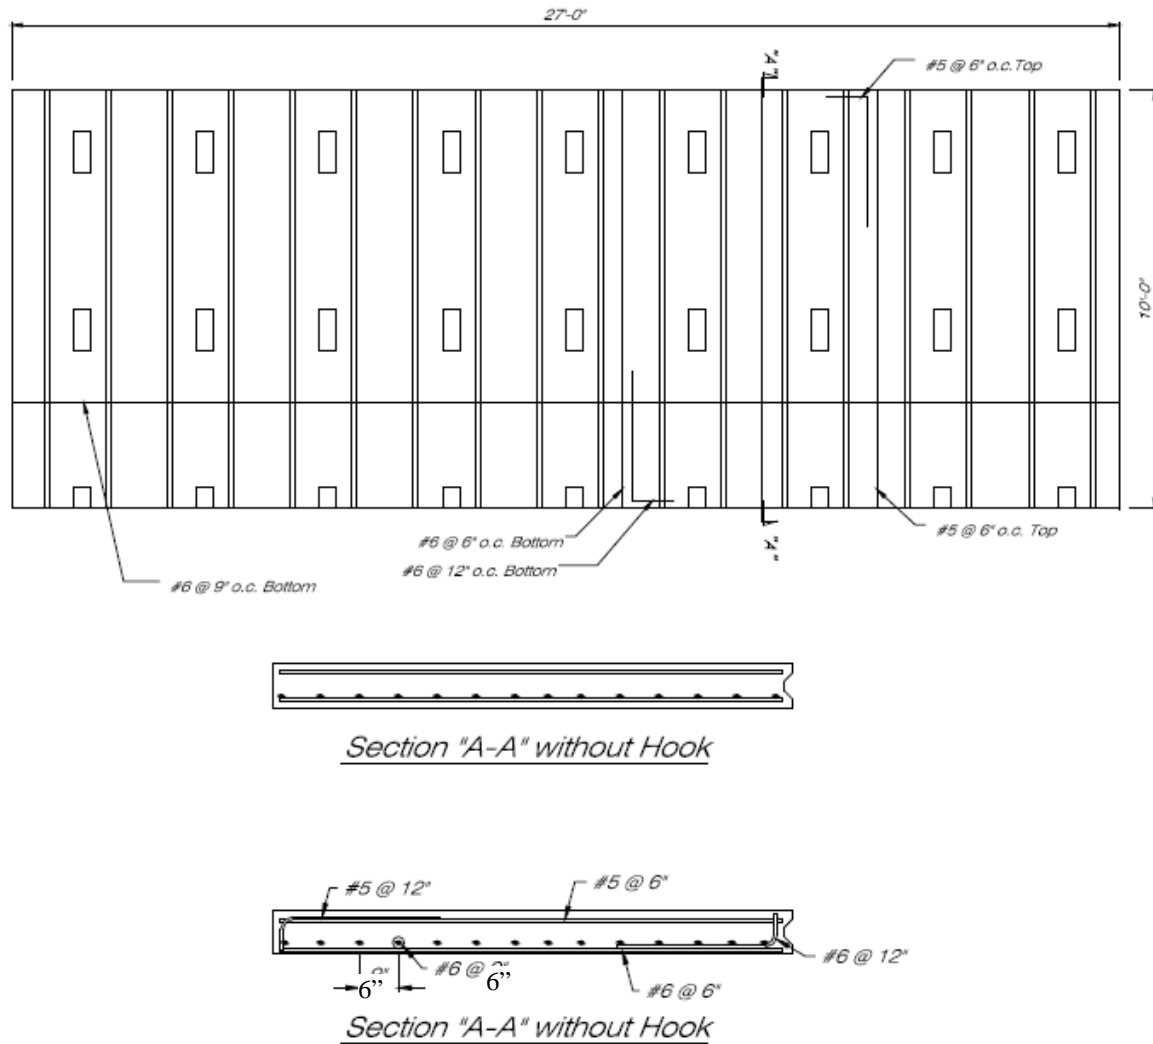 27'-0"
"A"
#5 @ 6" o.c. Top
10'-0"
#6 @ 6" o.c. Bottom
#6 @ 12" o.c. Bottom
"A"
#5 @ 6" o.c. Top
#6 @ 9" o.c. Bottom
Section "A-A" without Hook
#5 @ 12"
#5 @ 6"
#6 @ 6”
#6 @ 12"
6”
#6 @ 6"
Section "A-A" without Hook